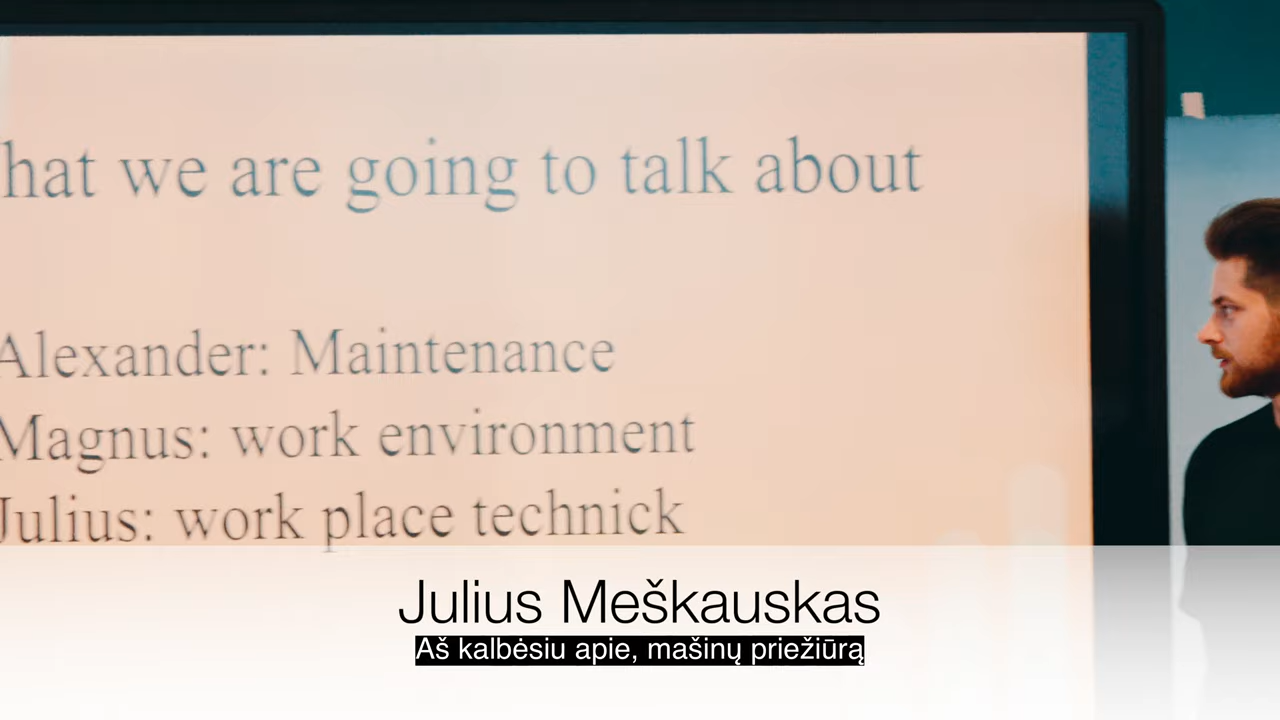 hat we are going to talk about
Alexander: Maintenance
Magnus: work environment
Julius: work place technick
Julius Meškauskas
Aš kalbėsiu apie, mašinų priežiūrą